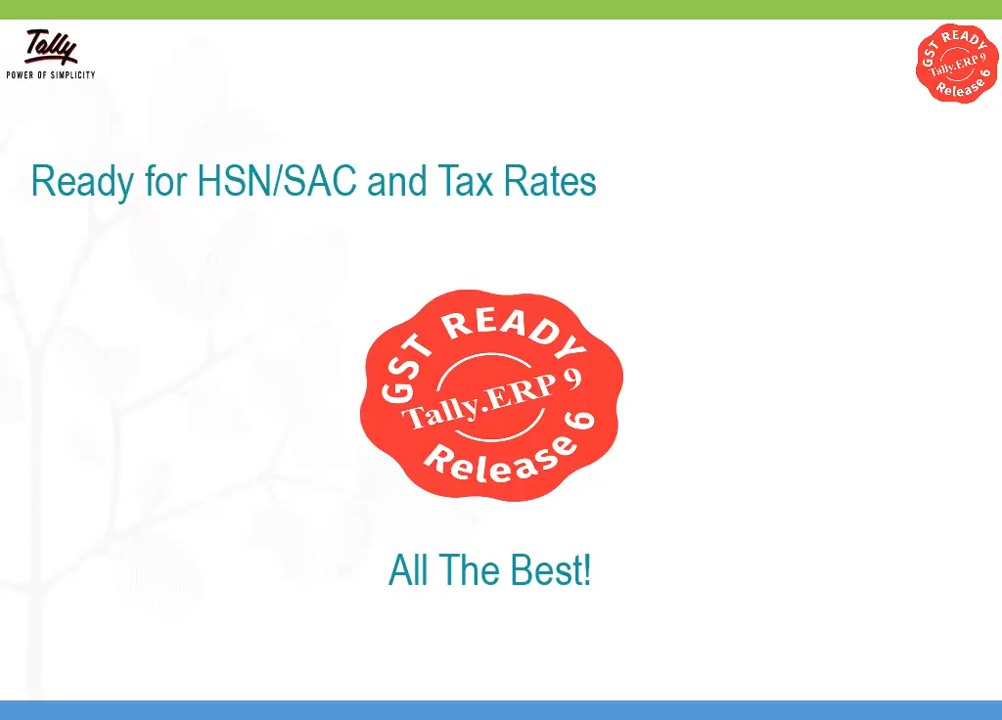 Tally
POWER OF SIMPLICITY
GST READY
Tally.ERP 9
Release 6
Ready for HSN/SAC and Tax Rates
GST READY
Tally.ERP 9
Release 6
All The Best!